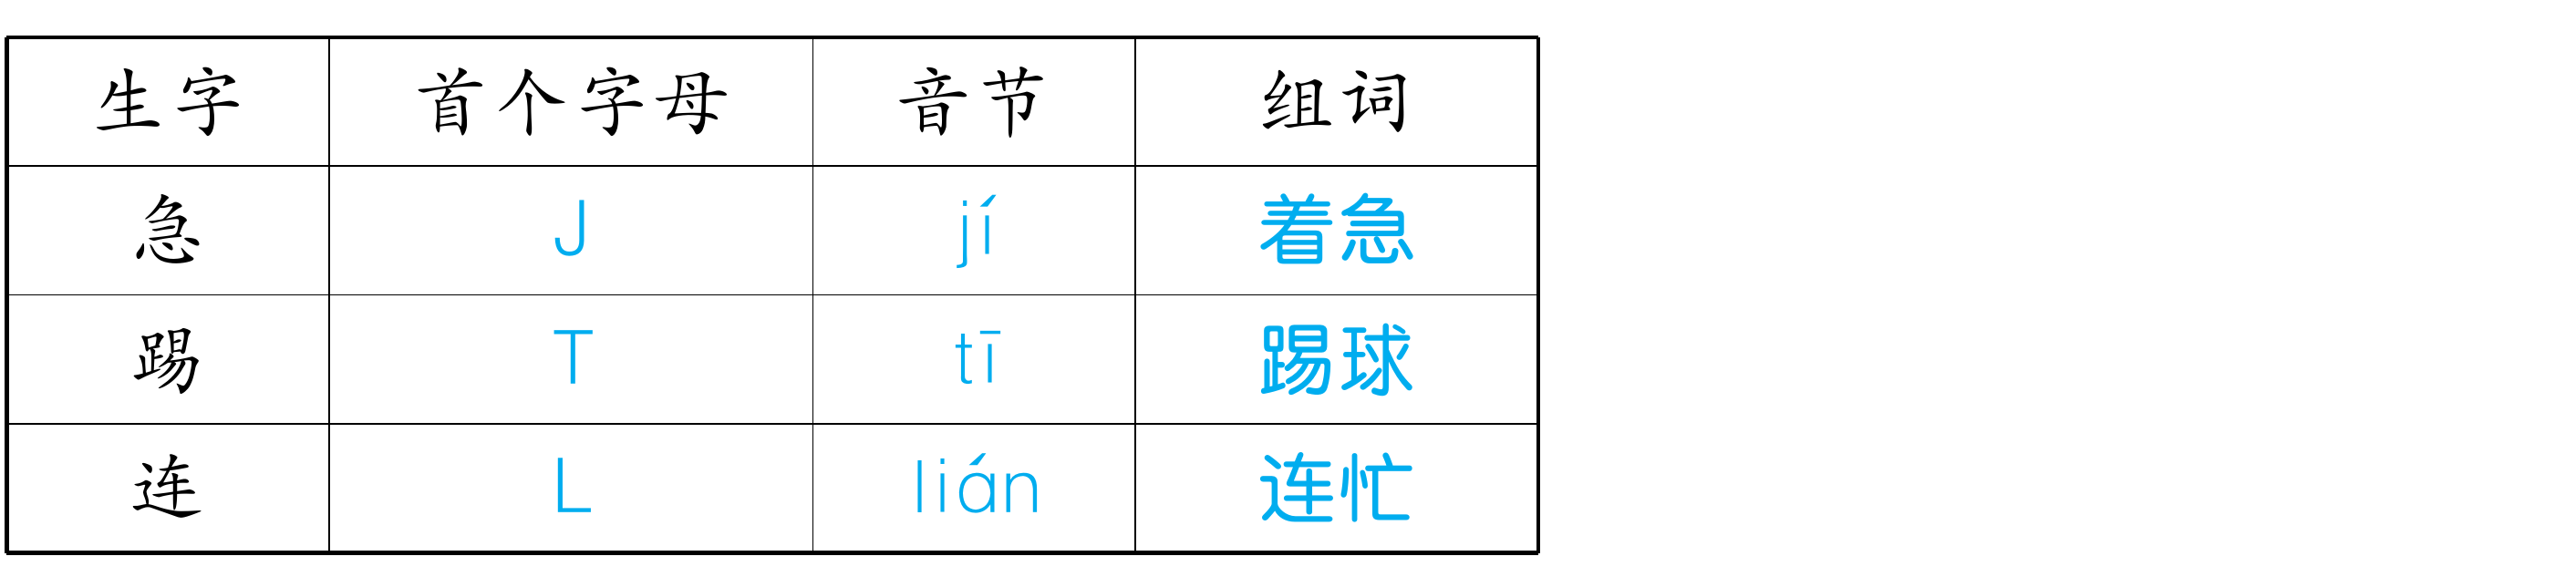 生字 首个字母 音节 组词
急 J jí 着急
踢 T tī 踢球
连 L lián 连忙